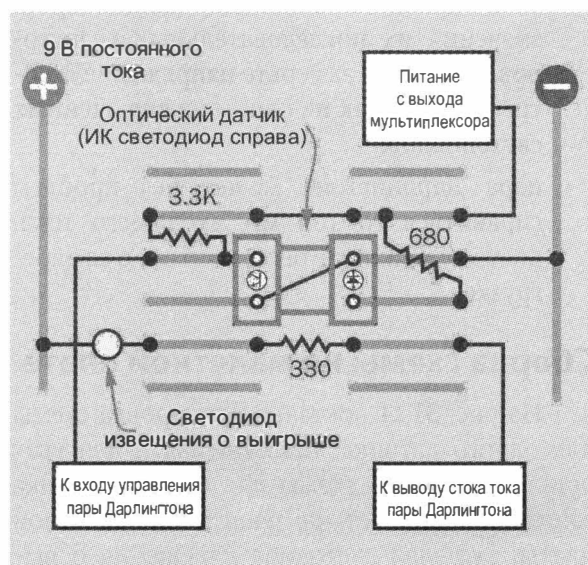 9 В постоянного
тока
+
−
Питание
с выхода
мультиплексора
Оптический датчик
(ИК светодиод справа)
3.3K
680
330
Светодиод
извещения о выигрыше
К входу управления
пары Дарлингтона
К выводу стока тока
пары Дарлингтона